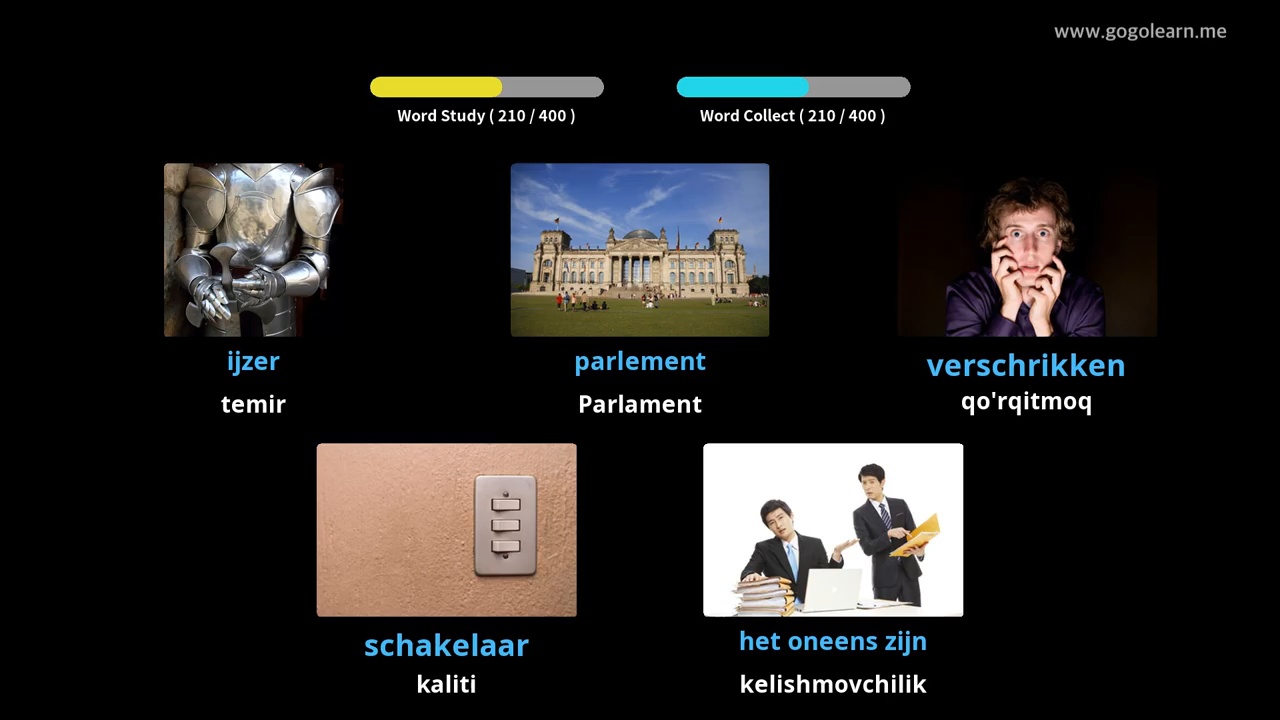 www.gogolearn.me
Word Study ( 210 / 400 )
Word Collect ( 210 / 400 )
ijzer
temir
parlement
Parlament
verschrikken
qo'rqitmoq
schakelaar
kaliti
het oneens zijn
kelishmovchilik